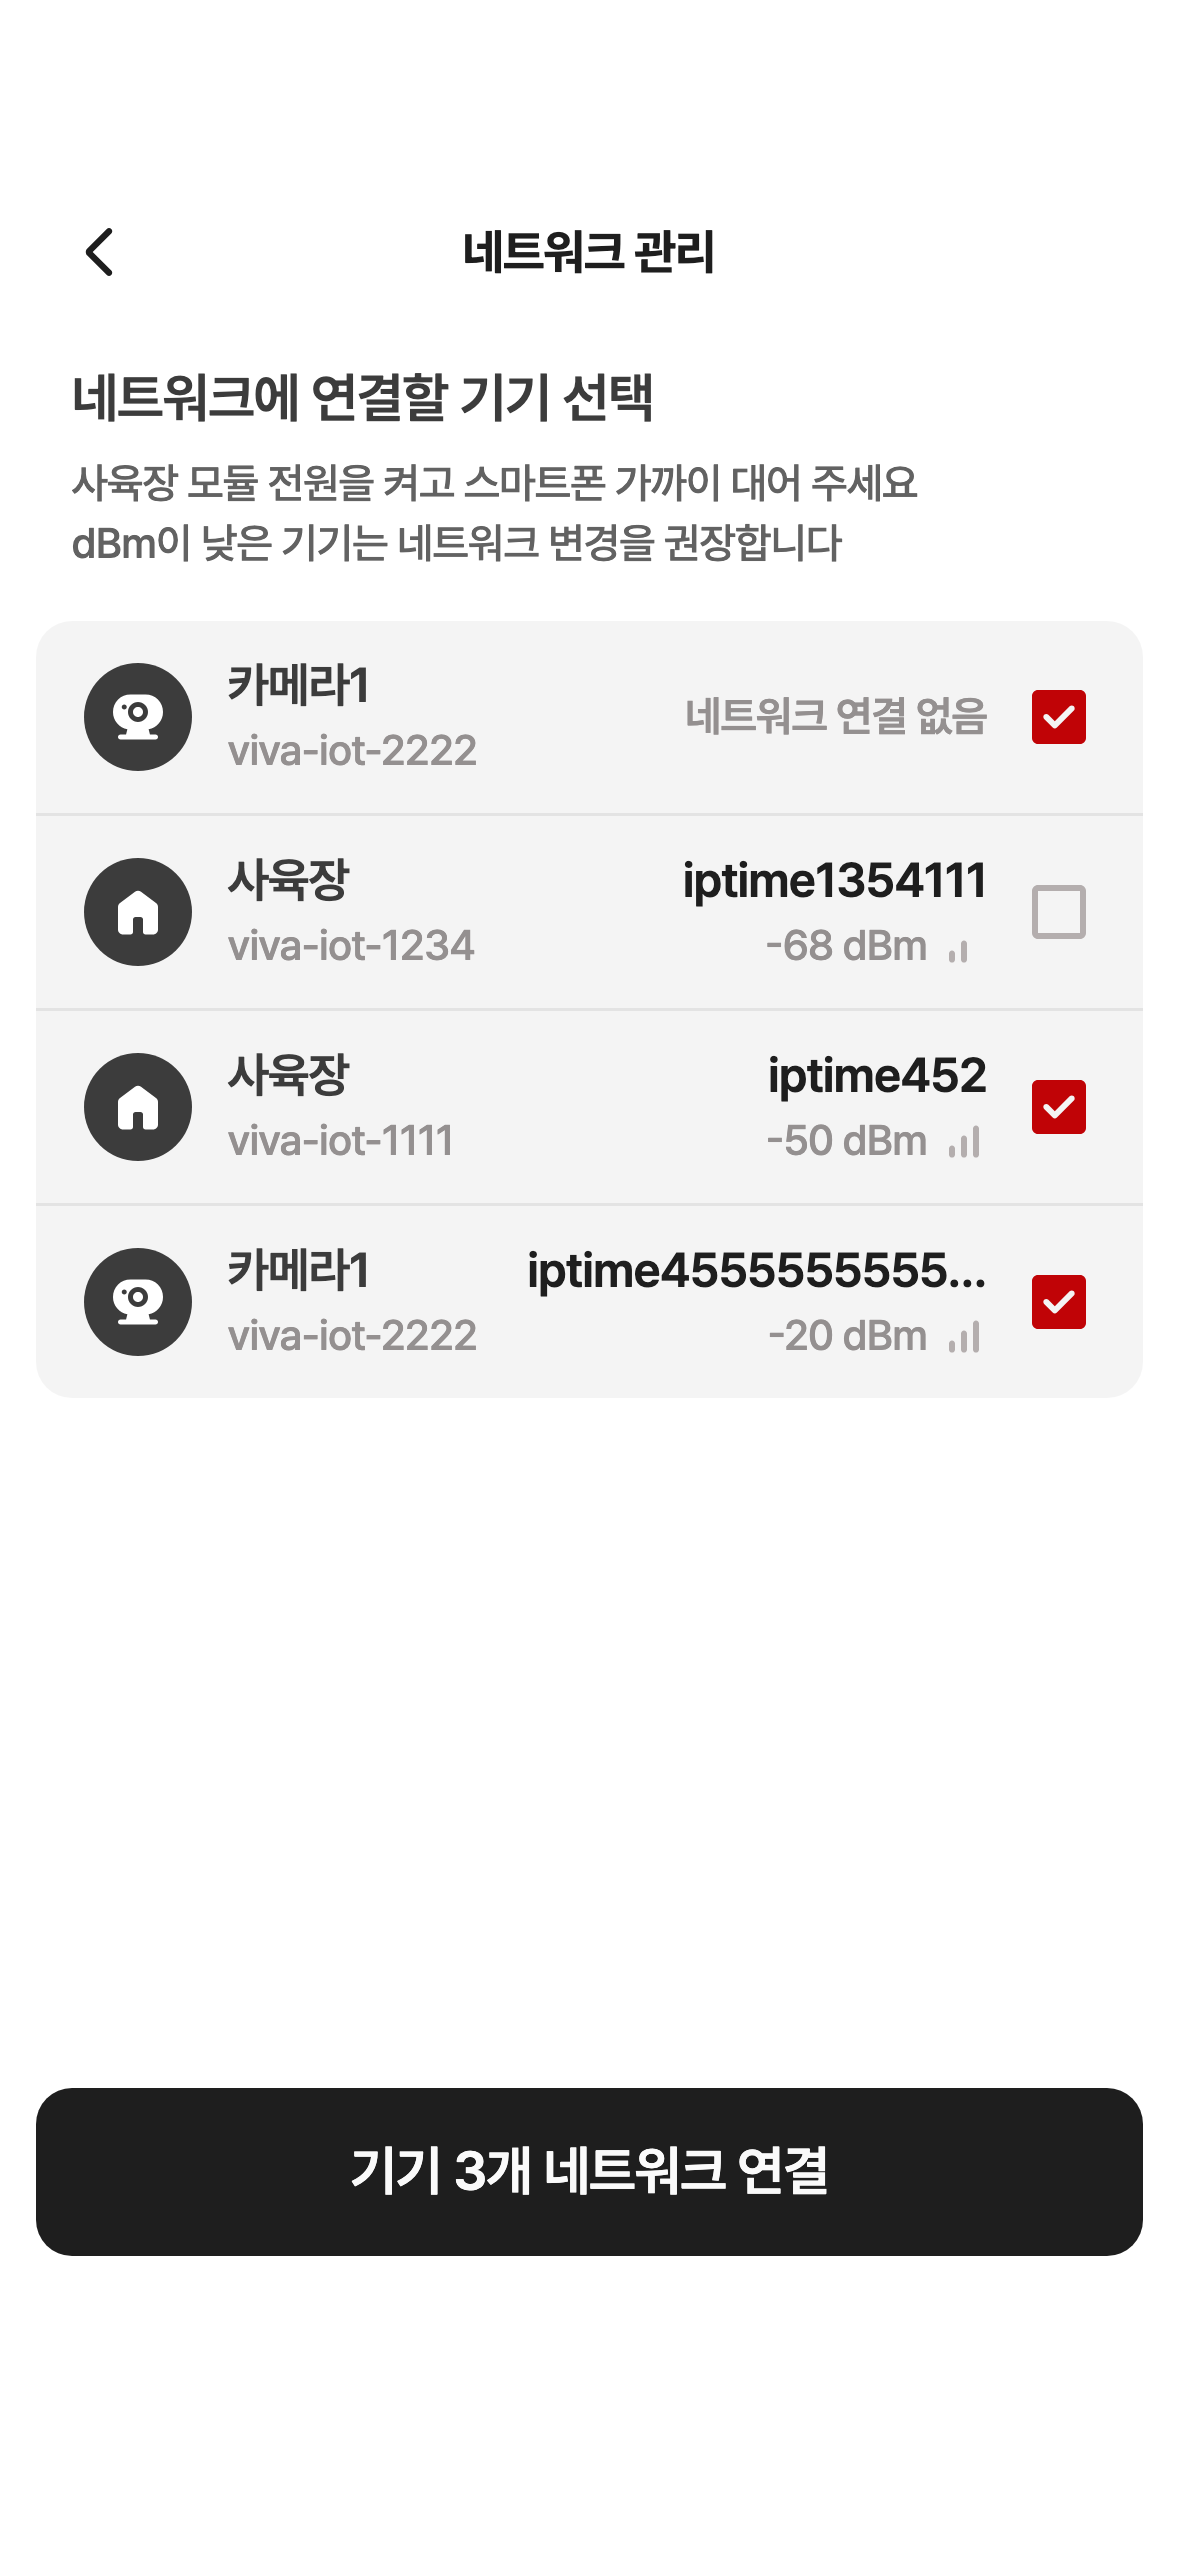 네트워크 관리
네트워크에 연결할 기기 선택
사육장 모듈 전원을 켜고 스마트폰 가까이 대어 주세요
dBm이 낮은 기기는 네트워크 변경을 권장합니다
카메라1
viva-iot-2222
네트워크 연결 없음
사육장
viva-iot-1234
iptime1354111
-68 dBm
사육장
viva-iot-1111
iptime452
-50 dBm
카메라1
viva-iot-2222
iptime4555555555...
-20 dBm
기기 3개 네트워크 연결